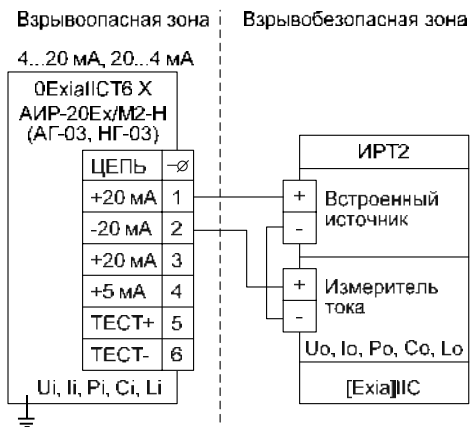 Взрывоопасная зона
Взрывобезопасная зона
4...20 мА, 20...4 мА
0ExiaIICT6 X
АИР-20Ex/М2-Н
(АГ-03, НГ-03)
ЦЕПЬ
+20 мА 1
-20 мА 2
+20 мА 3
+5 мА 4
ТЕСТ+ 5
ТЕСТ- 6
Ui, Ii, Pi, Ci, Li
ИРТ2
+ Встроенный
- источник
+ Измеритель
- тока
Uo, Io, Po, Co, Lo
[Exia]IIC